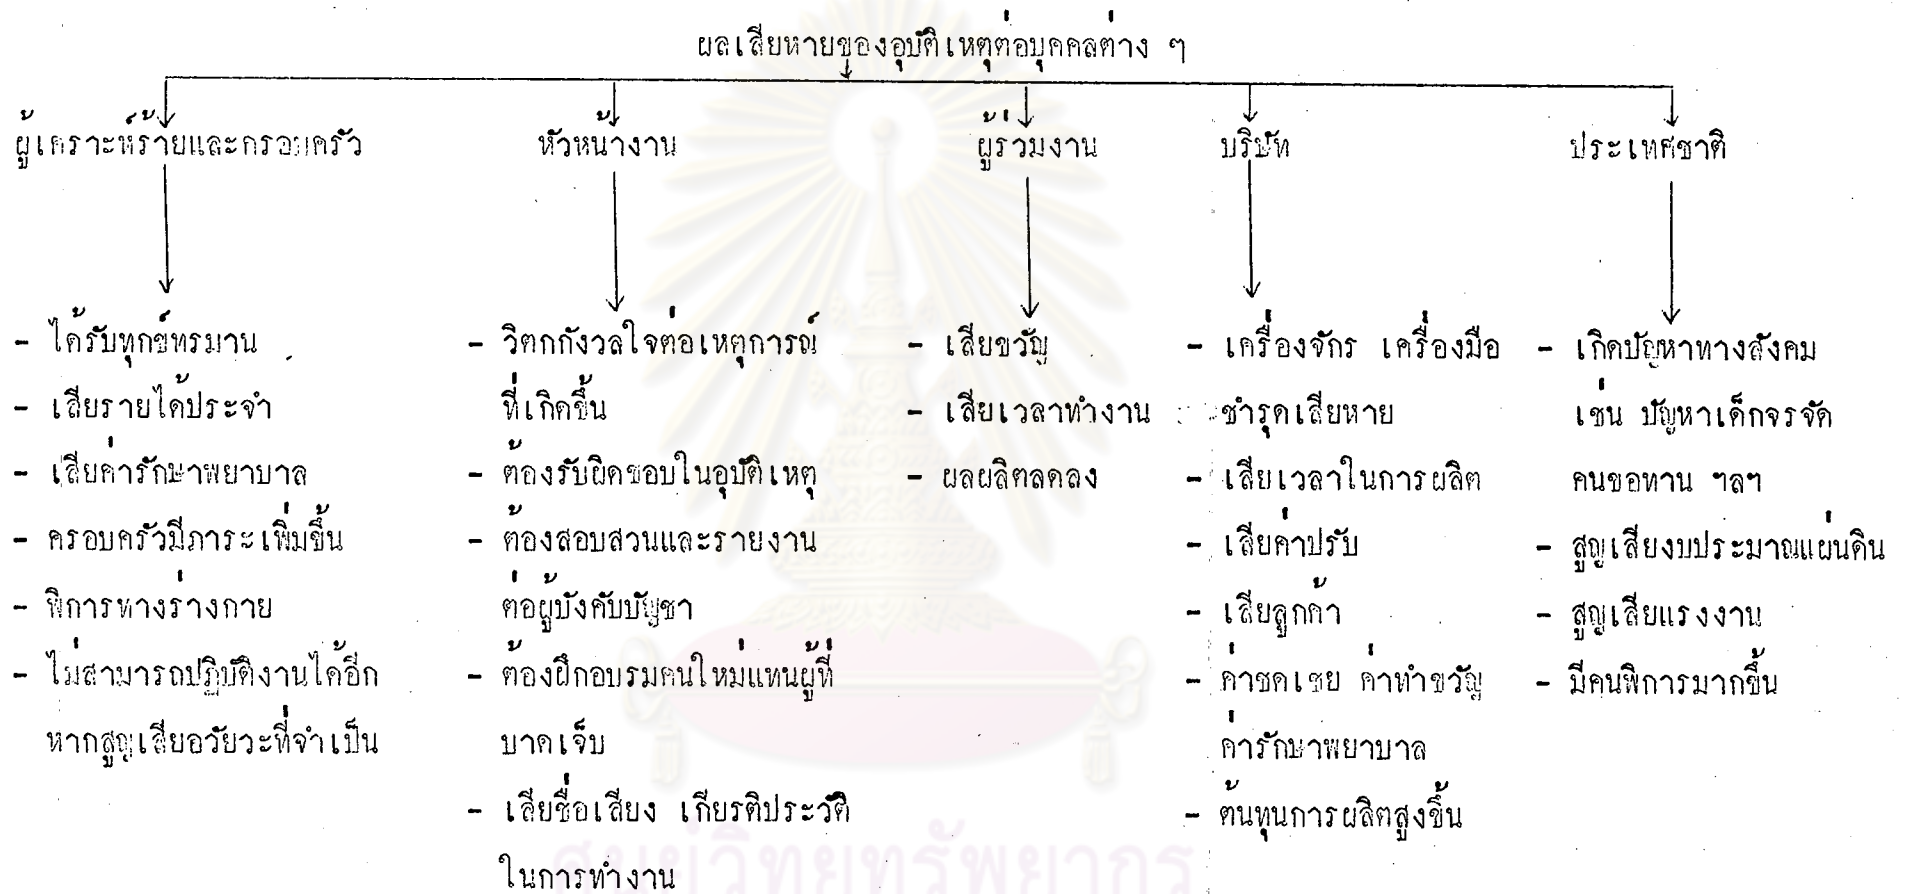 ผลเสียหายของอุบัติเหตุต่อบุคคลต่าง ๆ
ผู้เคราะห์ร้ายและครอบครัว
หัวหน้างาน
ผู้ร่วมงาน
บริษัท
ประเทศชาติ
- ได้รับทุกข์ทรมาน
- เสียรายได้ประจำ
- เสียค่ารักษาพยาบาล
- ครอบครัวมีภาระเพิ่มขึ้น
- พิการทางร่างกาย
- ไม่สามารถปฏิบัติงานได้อีก
หากสูญเสียอวัยวะที่จำเป็น
- วิตกกังวลใจต่อเหตุการณ์
ที่เกิดขึ้น
- ต้องรับผิดชอบในอุบัติเหตุ
- ต้องสอบสวนและรายงาน
ต่อผู้บังคับบัญชา
- ต้องฝึกอบรมคนใหม่แทนผู้ที่
บาดเจ็บ
- เสียชื่อเสียง เกียรติประวัติ
ในการทำงาน
- เสียขวัญ
- เสียเวลาทำงาน
- ผลผลิตลดลง
- เครื่องจักร เครื่องมือ
ชำรุดเสียหาย
- เสียเวลาในการผลิต
- เสียค่าปรับ
- เสียลูกค้า
- ค่าชดเชย ค่าทำขวัญ
ค่ารักษาพยาบาล
- ต้นทุนการผลิตสูงขึ้น
- เกิดปัญหาทางสังคม
เช่น ปัญหาเด็กจรจัด
คนขอทาน ฯลฯ
- สูญเสียงบประมาณแผ่นดิน
- สูญเสียแรงงาน
- มีคนพิการมากขึ้น
ศูนย์วิทยทรัพยากร